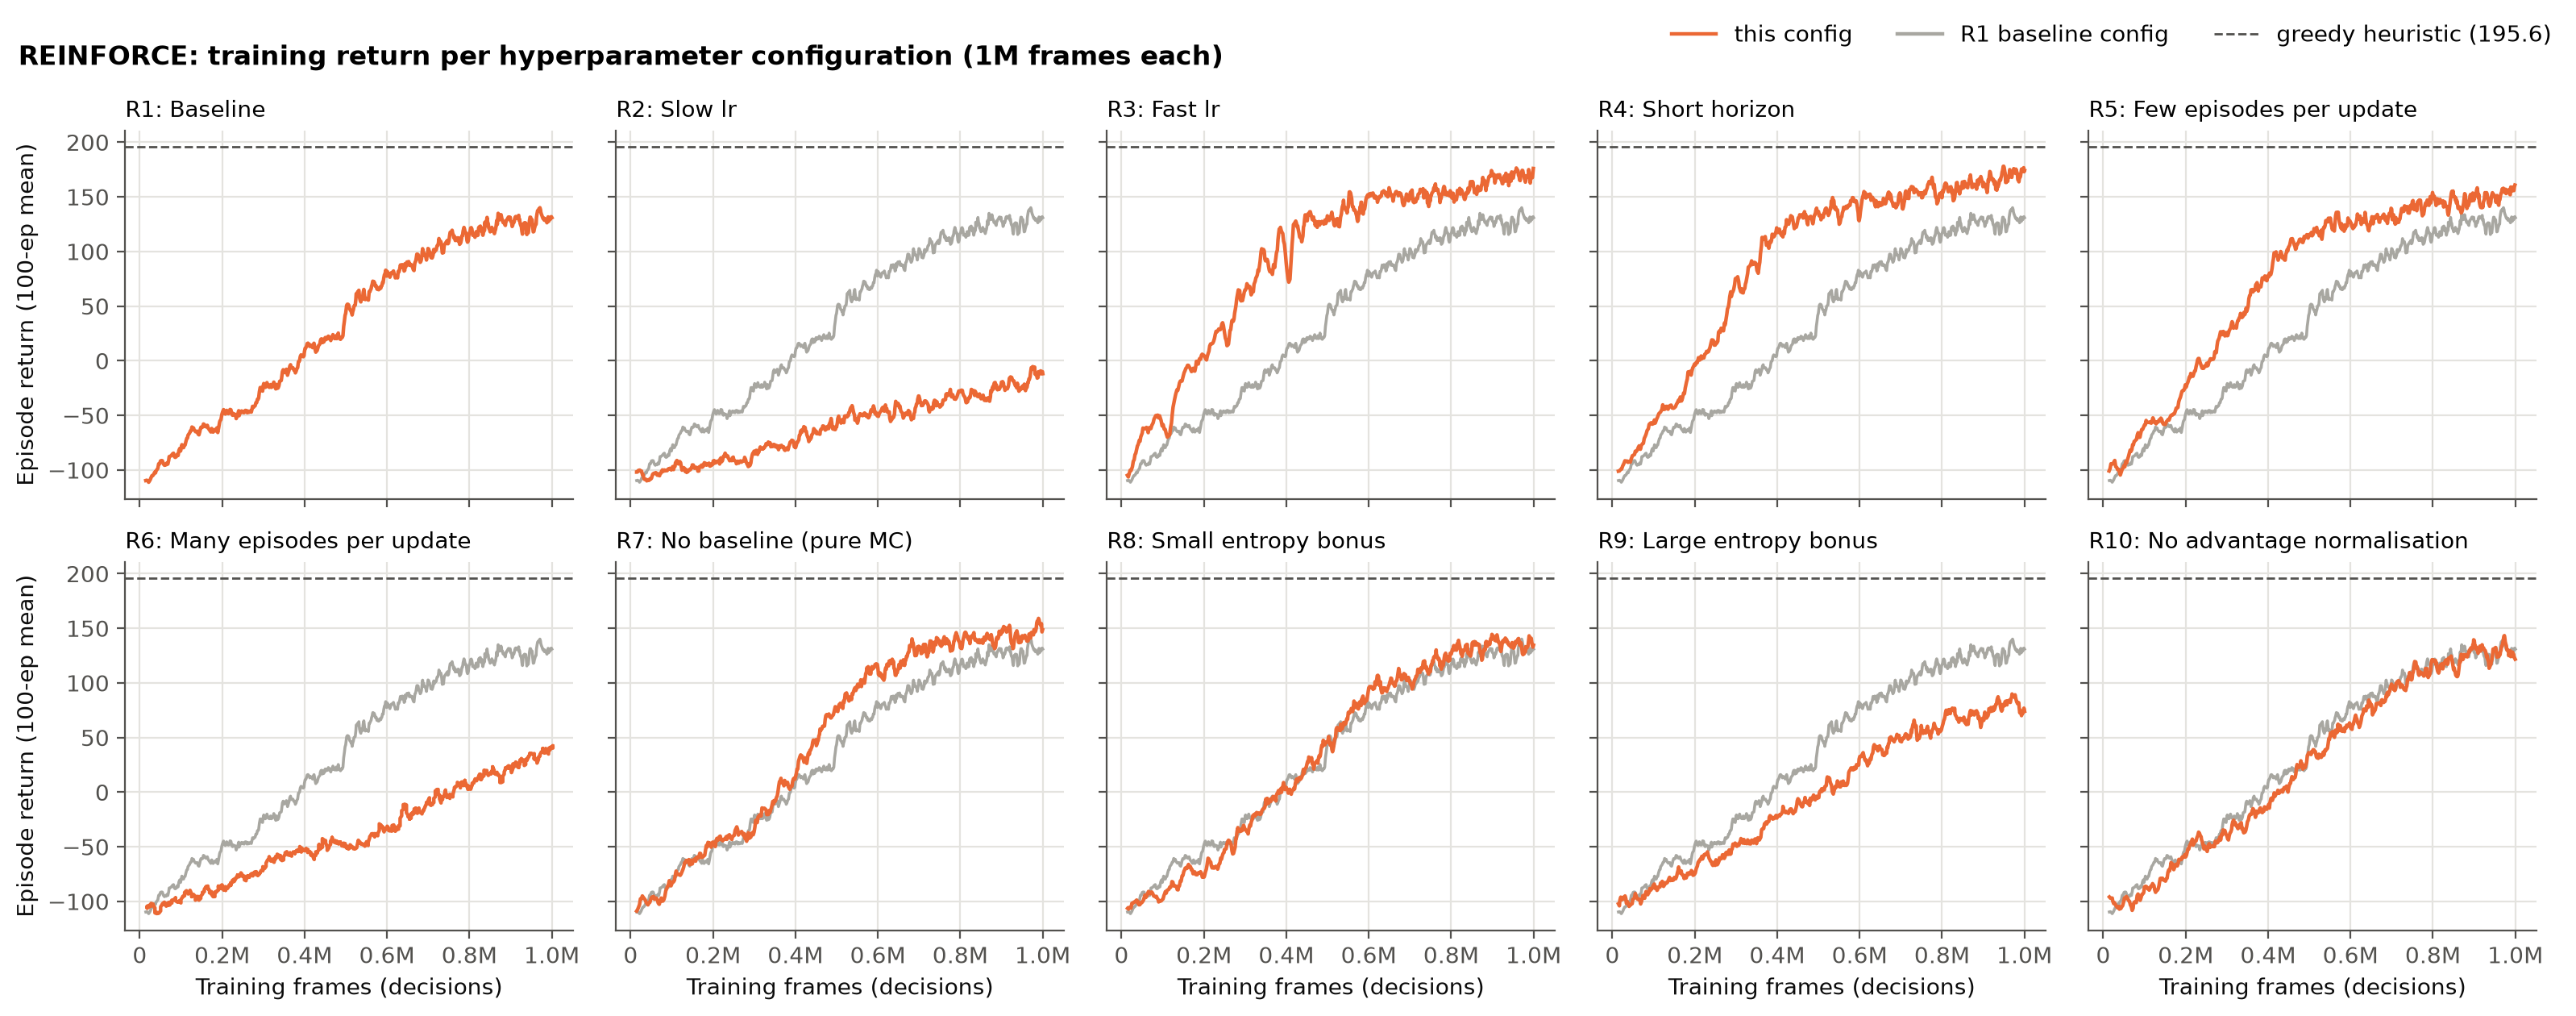 this config
R1 baseline config
greedy heuristic (195.6)
REINFORCE: training return per hyperparameter configuration (1M frames each)
R1: Baseline
R2: Slow lr
R3: Fast lr
R4: Short horizon
R5: Few episodes per update
Episode return (100-ep mean)
200
150
100
50
0
−50
−100
R6: Many episodes per update
R7: No baseline (pure MC)
R8: Small entropy bonus
R9: Large entropy bonus
R10: No advantage normalisation
Episode return (100-ep mean)
200
150
100
50
0
−50
−100
0 0.2M 0.4M 0.6M 0.8M 1.0M
0 0.2M 0.4M 0.6M 0.8M 1.0M
0 0.2M 0.4M 0.6M 0.8M 1.0M
0 0.2M 0.4M 0.6M 0.8M 1.0M
0 0.2M 0.4M 0.6M 0.8M 1.0M
Training frames (decisions)
Training frames (decisions)
Training frames (decisions)
Training frames (decisions)
Training frames (decisions)